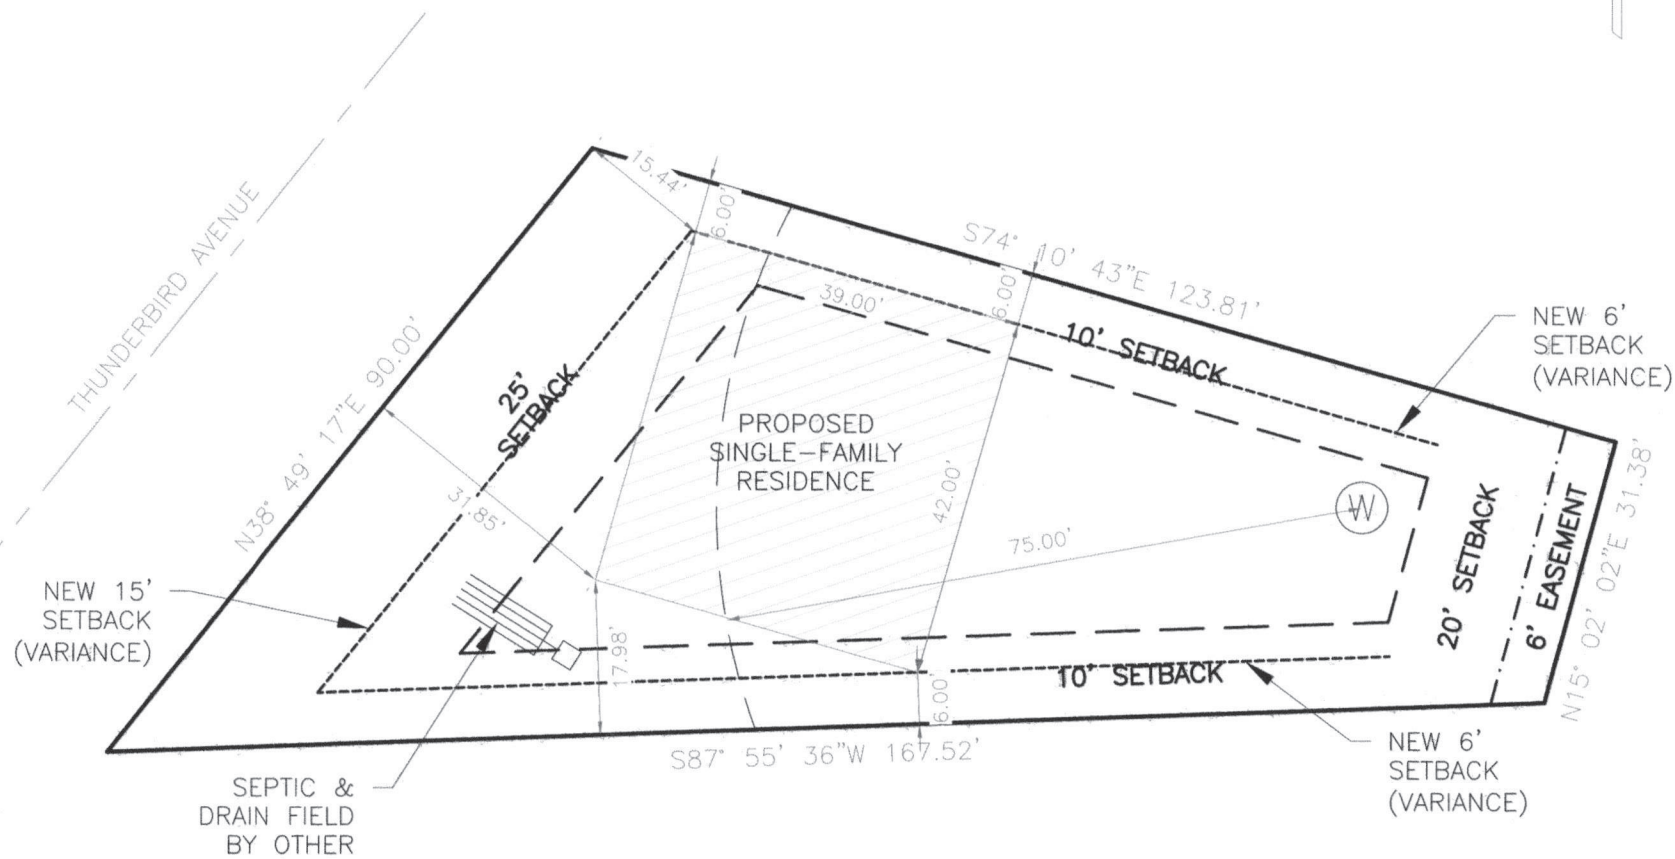 THUNDERBIRD AVENUE
15.44'
6.00'
S74° 10' 43"E 123.81'
6.00'
39.00'
10' SETBACK
NEW 6'
SETBACK
(VARIANCE)
25'
SETBACK
N38° 49' 17"E 90.00'
31.85'
PROPOSED
SINGLE-FAMILY
RESIDENCE
42.00'
W
75.00'
20' SETBACK
6' EASEMENT
N15° 02' 02"E 31.38'
NEW 15'
SETBACK
(VARIANCE)
17.98'
6.00'
10' SETBACK
S87° 55' 36"W 167.52'
NEW 6'
SETBACK
(VARIANCE)
SEPTIC &
DRAIN FIELD
BY OTHER